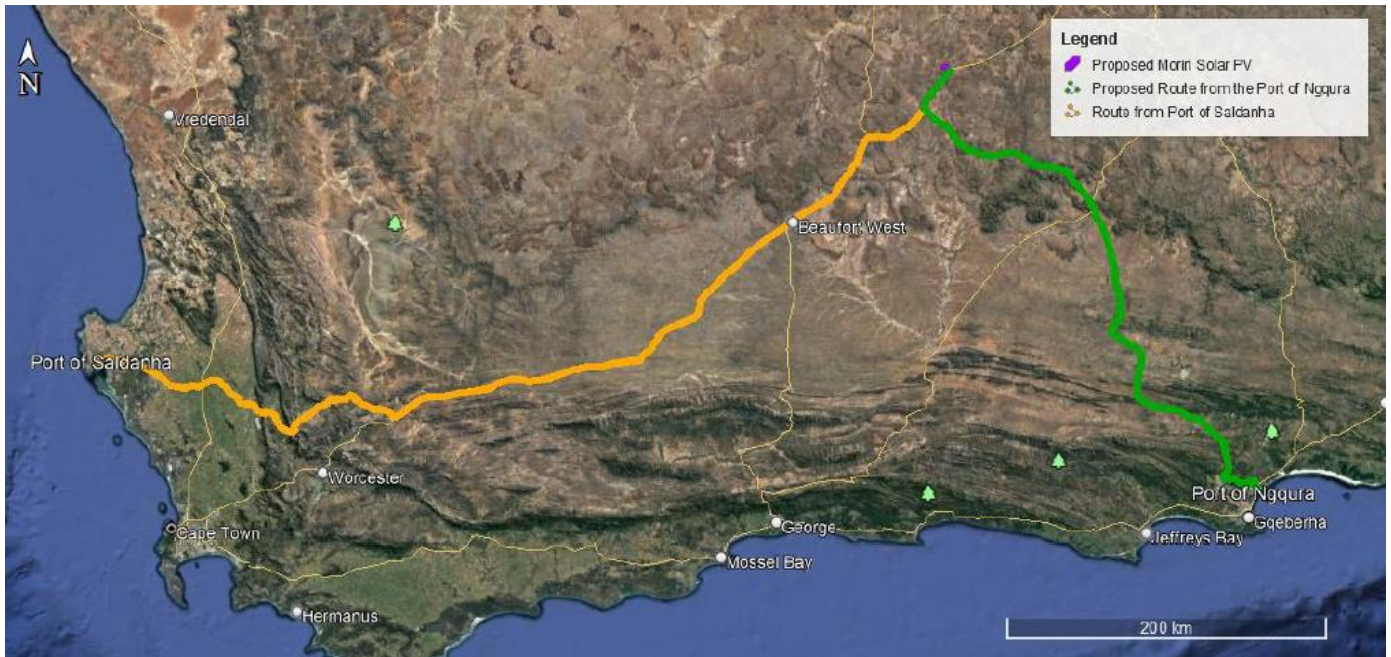 N
Legend
Proposed Morin Solar PV
Proposed Route from the Port of Ngqura
Route from Port of Saldanha
Vredendal
Beaufort West
Port of Saldanha
Worcester
Port of Ngqura
Cape Town
George
Gqeberha
Jeffreys Bay
Mossel Bay
Hermanus
200 km